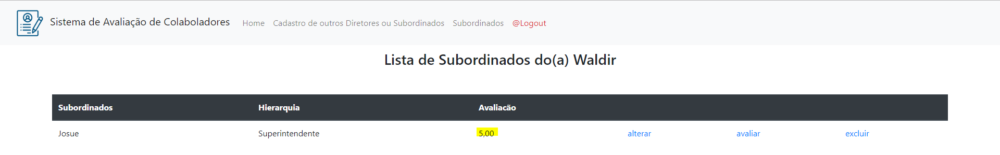 Sistema de Avaliação de Colaboladores Home Cadastro de outros Diretores ou Subordinados Subordinados @Logout
Lista de Subordinados do(a) Waldir
Subordinados Hierarquia Avaliacão
Josue Superintendente 5,00 alterar avaliar excluir